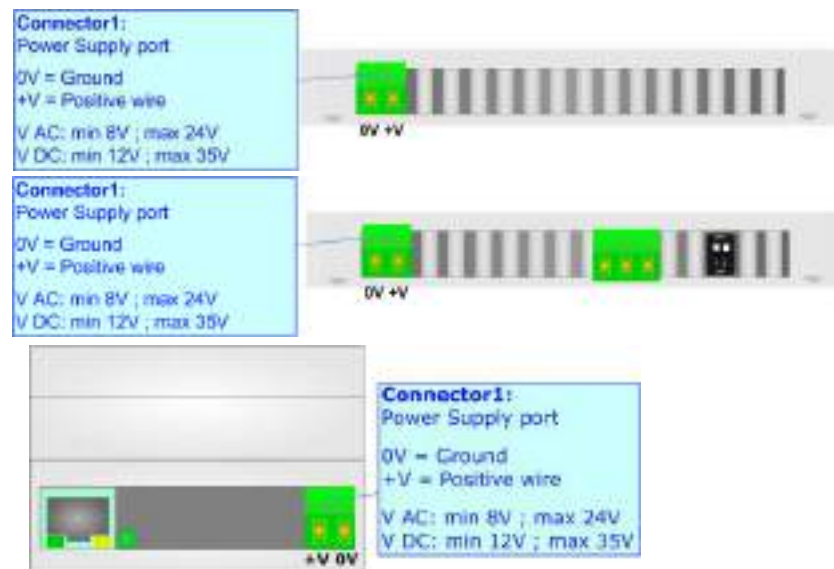 Connector1:
Power Supply port
0V = Ground
+V = Positive wire
V AC: min 8V ; max 24V
V DC: min 12V ; max 35V
0V +V
Connector1:
Power Supply port
0V = Ground
+V = Positive wire
V AC: min 8V ; max 24V
V DC: min 12V ; max 35V
0V +V
Connector1:
Power Supply port
0V = Ground
+V = Positive wire
V AC: min 8V ; max 24V
V DC: min 12V ; max 35V
+V 0V